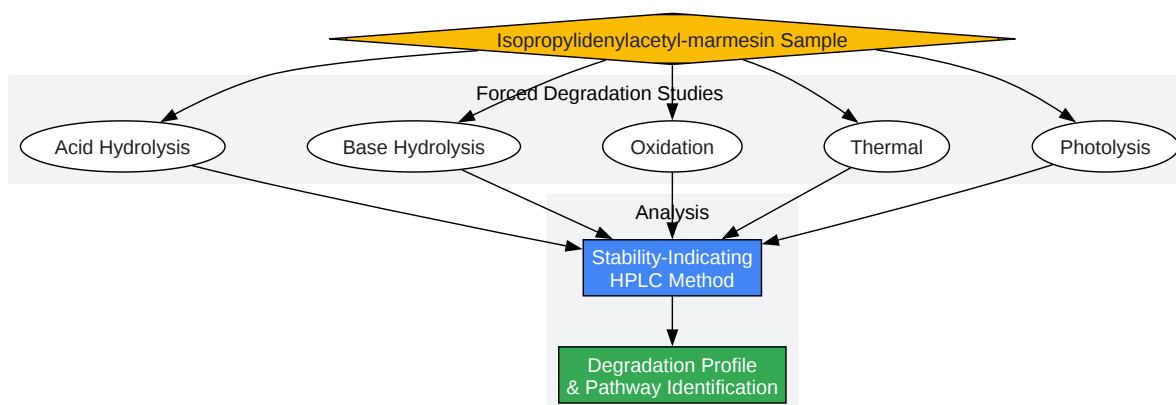 Isopropylidenylacetyl-marmesin Sample
Forced Degradation Studies
Acid Hydrolysis
Base Hydrolysis
Oxidation
Thermal
Photolysis
Analysis
Stability-Indicating
HPLC Method
Degradation Profile
& Pathway Identification